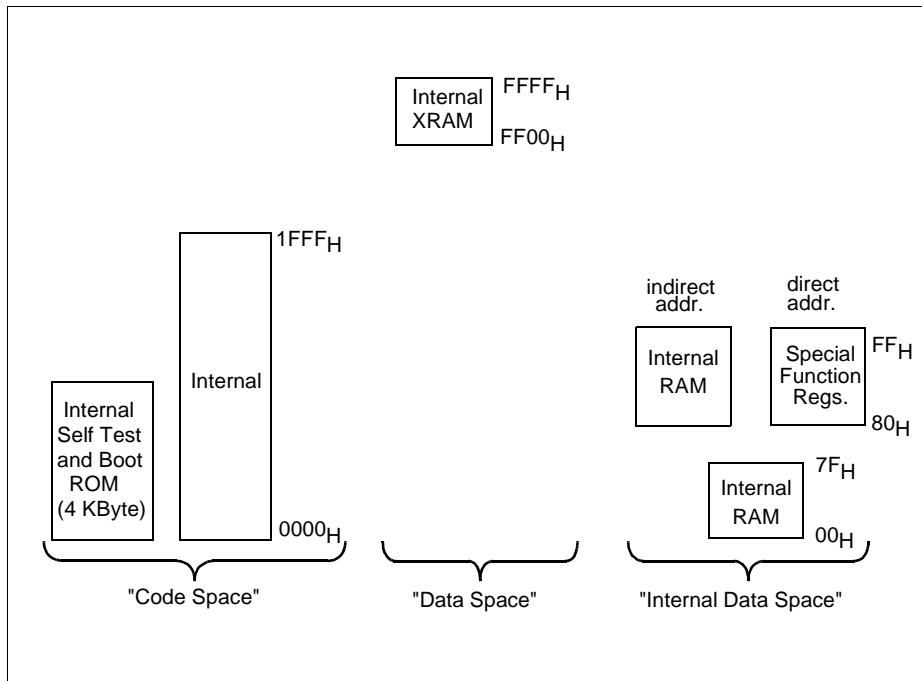 Internal
XRAM
FFFFH
FF00H
1FFFH
Internal
0000H
Internal
Self Test
and Boot
ROM
(4 KByte)
indirect
addr.
direct
addr.
Internal
RAM
Special
Function
Regs.
FFH
80H
Internal
RAM
7FH
00H
"Code Space"
"Data Space"
"Internal Data Space"